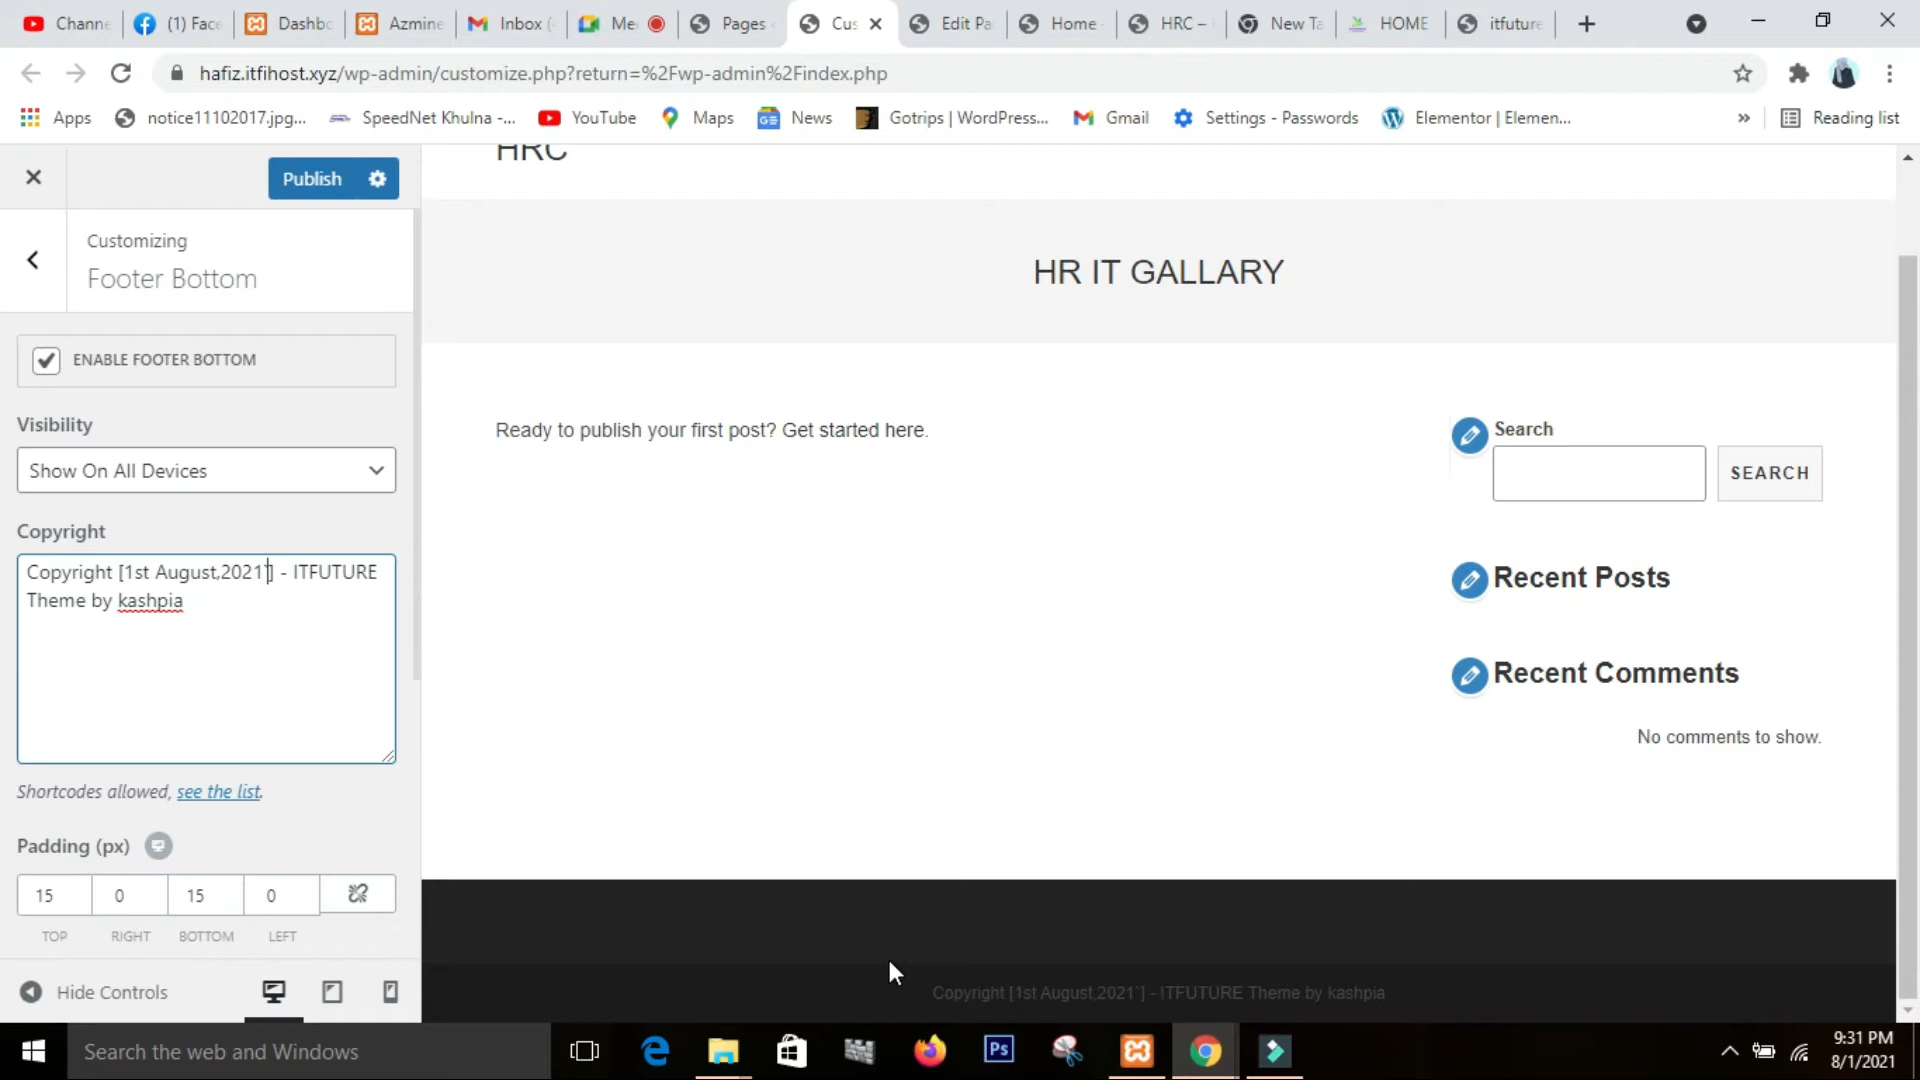 Channe
(1) Face
Dashbo
Azmine
Inbox (
Me
Pages
Cus
Edit Pa
Home -
HRC –
New Ta
HOME
itfuture
hafiz.itfihost.xyz/wp-admin/customize.php?return=%2Fwp-admin%2Findex.php
Apps
notice11102017.jpg...
SpeedNet Khulna -...
YouTube
Maps
News
Gotrips | WordPress...
Gmail
Settings - Passwords
Elementor | Elemen...
»
Reading list
Publish
Customizing
Footer Bottom
ENABLE FOOTER BOTTOM
Visibility
Show On All Devices
Copyright
Copyright [1st August,2021`] - ITFUTURE
Theme by kashpia
Shortcodes allowed, see the list.
Padding (px)
15 0 15 0
TOP RIGHT BOTTOM LEFT
Hide Controls
HRC
HR IT GALLARY
Ready to publish your first post? Get started here.
Search
SEARCH
Recent Posts
Recent Comments
No comments to show.
Copyright [1st August,2021`] - ITFUTURE Theme by kashpia
Search the web and Windows
Ps
9:31 PM
8/1/2021